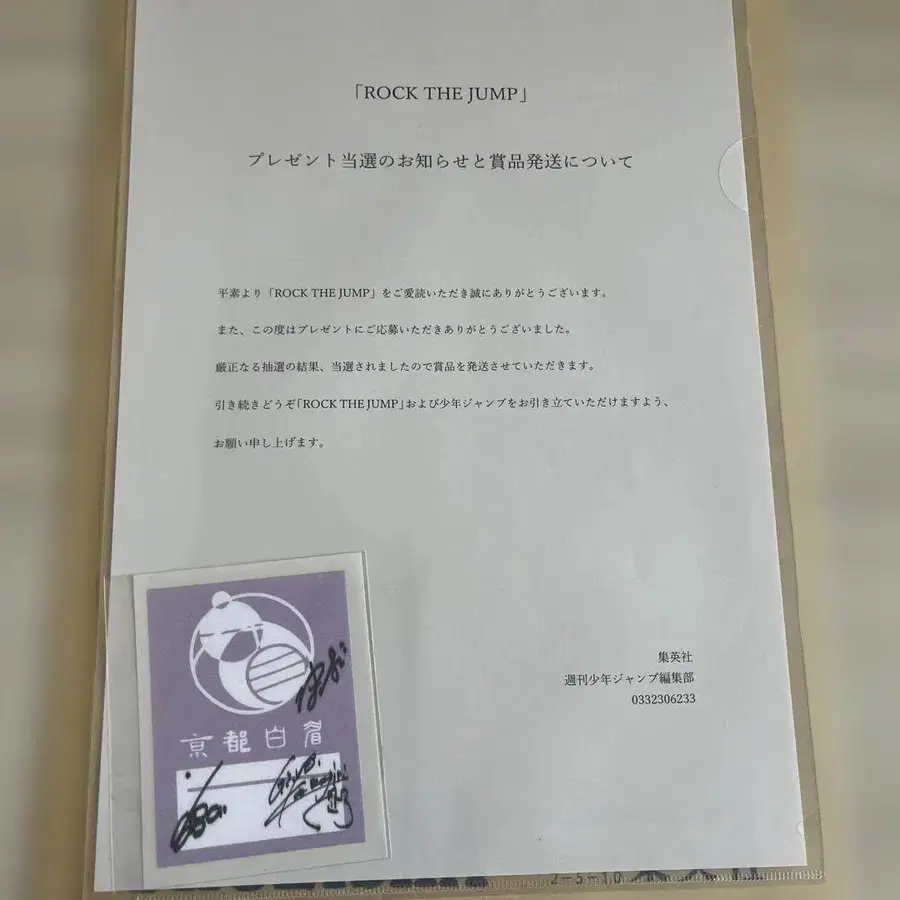 「ROCK THE JUMP」
プレゼント当選のお知らせと賞品発送について
平素より「ROCK THE JUMP」をご愛読いただき誠にありがとうございます。
また、この度はプレゼントにご応募いただきありがとうございました。
厳正なる抽選の結果、当選されましたので賞品を発送させていただきます。
引き続きどうぞ「ROCK THE JUMP」および少年ジャンプをお引き立ていただけますよう、
お願い申し上げます。
集英社
週刊少年ジャンプ編集部
0332306233
京都白眉
2-5-10